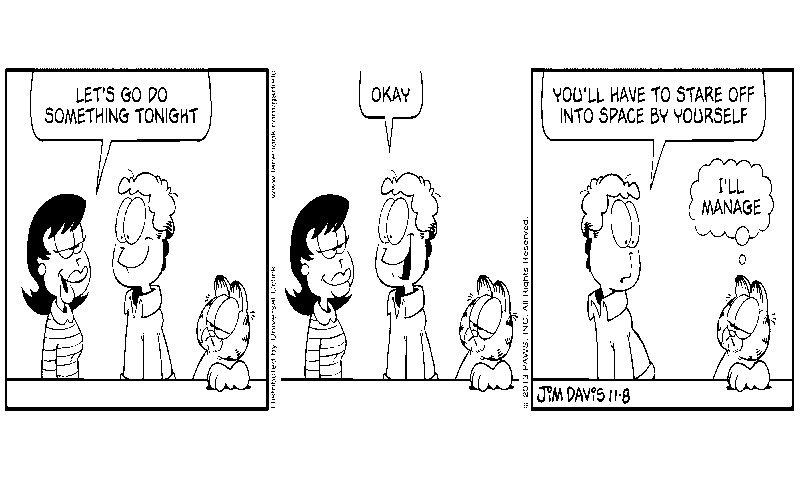 LET'S GO DO
SOMETHING TONIGHT
OKAY
YOU'LL HAVE TO STARE OFF
INTO SPACE BY YOURSELF
I'LL
MANAGE
© 2013 PAWS, INC. All Rights Reserved.
JIM DAVIS 11-8